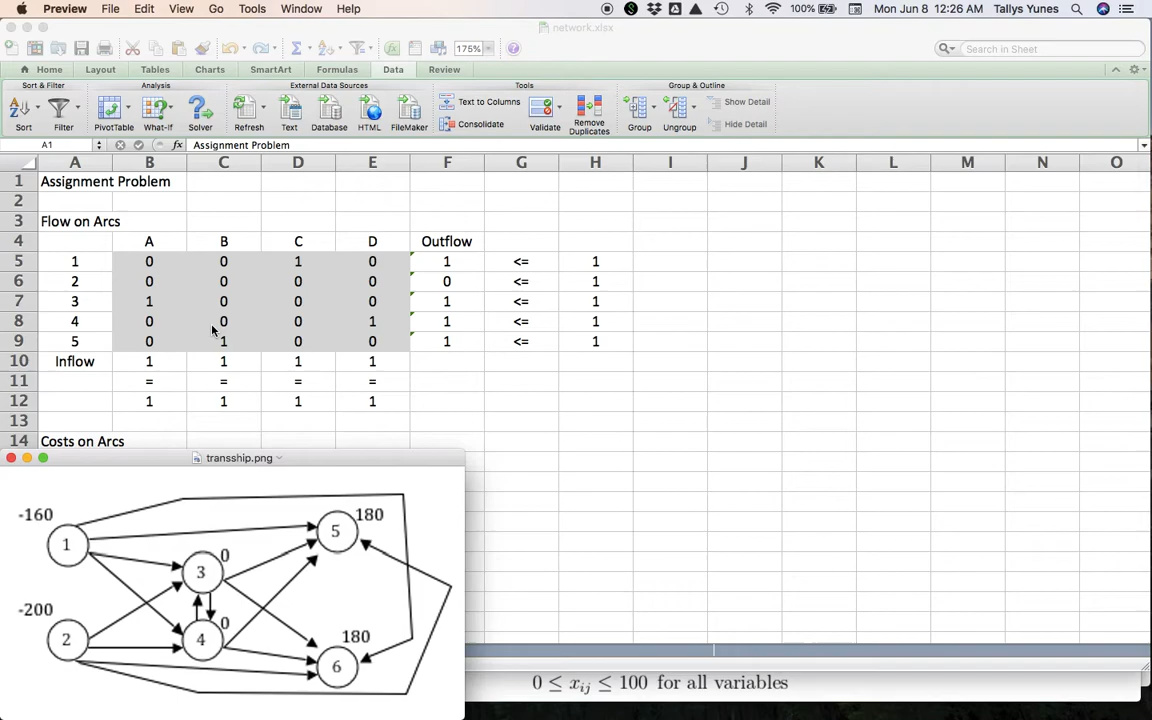 Preview File Edit View Go Tools Window Help 100% Mon Jun 8 12:26 AM Tallys Yunes
network.xlsx
175% Search in Sheet
Home Layout Tables Charts SmartArt Formulas Data Review
Sort & Filter Analysis External Data Sources Tools Group & Outline
Text to Columns Show Detail
Consolidate Hide Detail
Sort Filter PivotTable What-If Solver Refresh Text Database HTML FileMaker Validate Remove Duplicates Group Ungroup
A1 fx Assignment Problem
A B C D E F G H I J K L M N O
1 Assignment Problem
2
3 Flow on Arcs
4 A B C D Outflow
5 1 0 0 1 0 1 <= 1
6 2 0 0 0 0 0 <= 1
7 3 1 0 0 0 1 <= 1
8 4 0 0 0 1 1 <= 1
9 5 0 1 0 0 1 <= 1
10 Inflow 1 1 1 1
11 = = = =
12 1 1 1 1
13
14 Costs on Arcs
transship.png
-160 180
1 5
0
3
-200 0 180
2 4 6
0 ≤ xij ≤ 100 for all variables